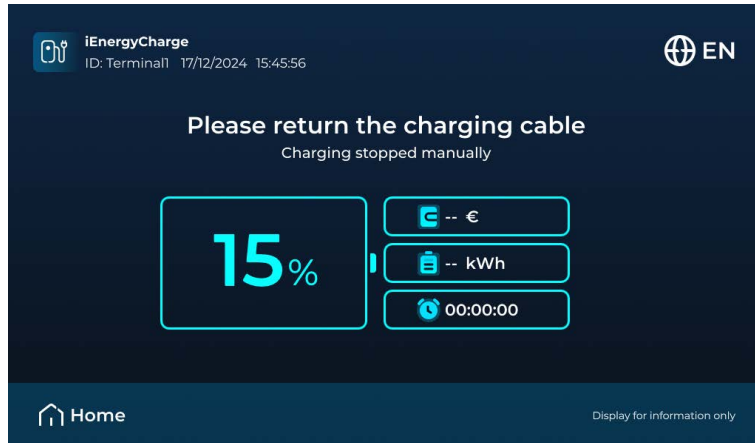 iEnergyCharge
ID: Terminal1 17/12/2024 15:45:56
EN
Please return the charging cable
Charging stopped manually
15%
-- €
-- kWh
00:00:00
Home
Display for information only